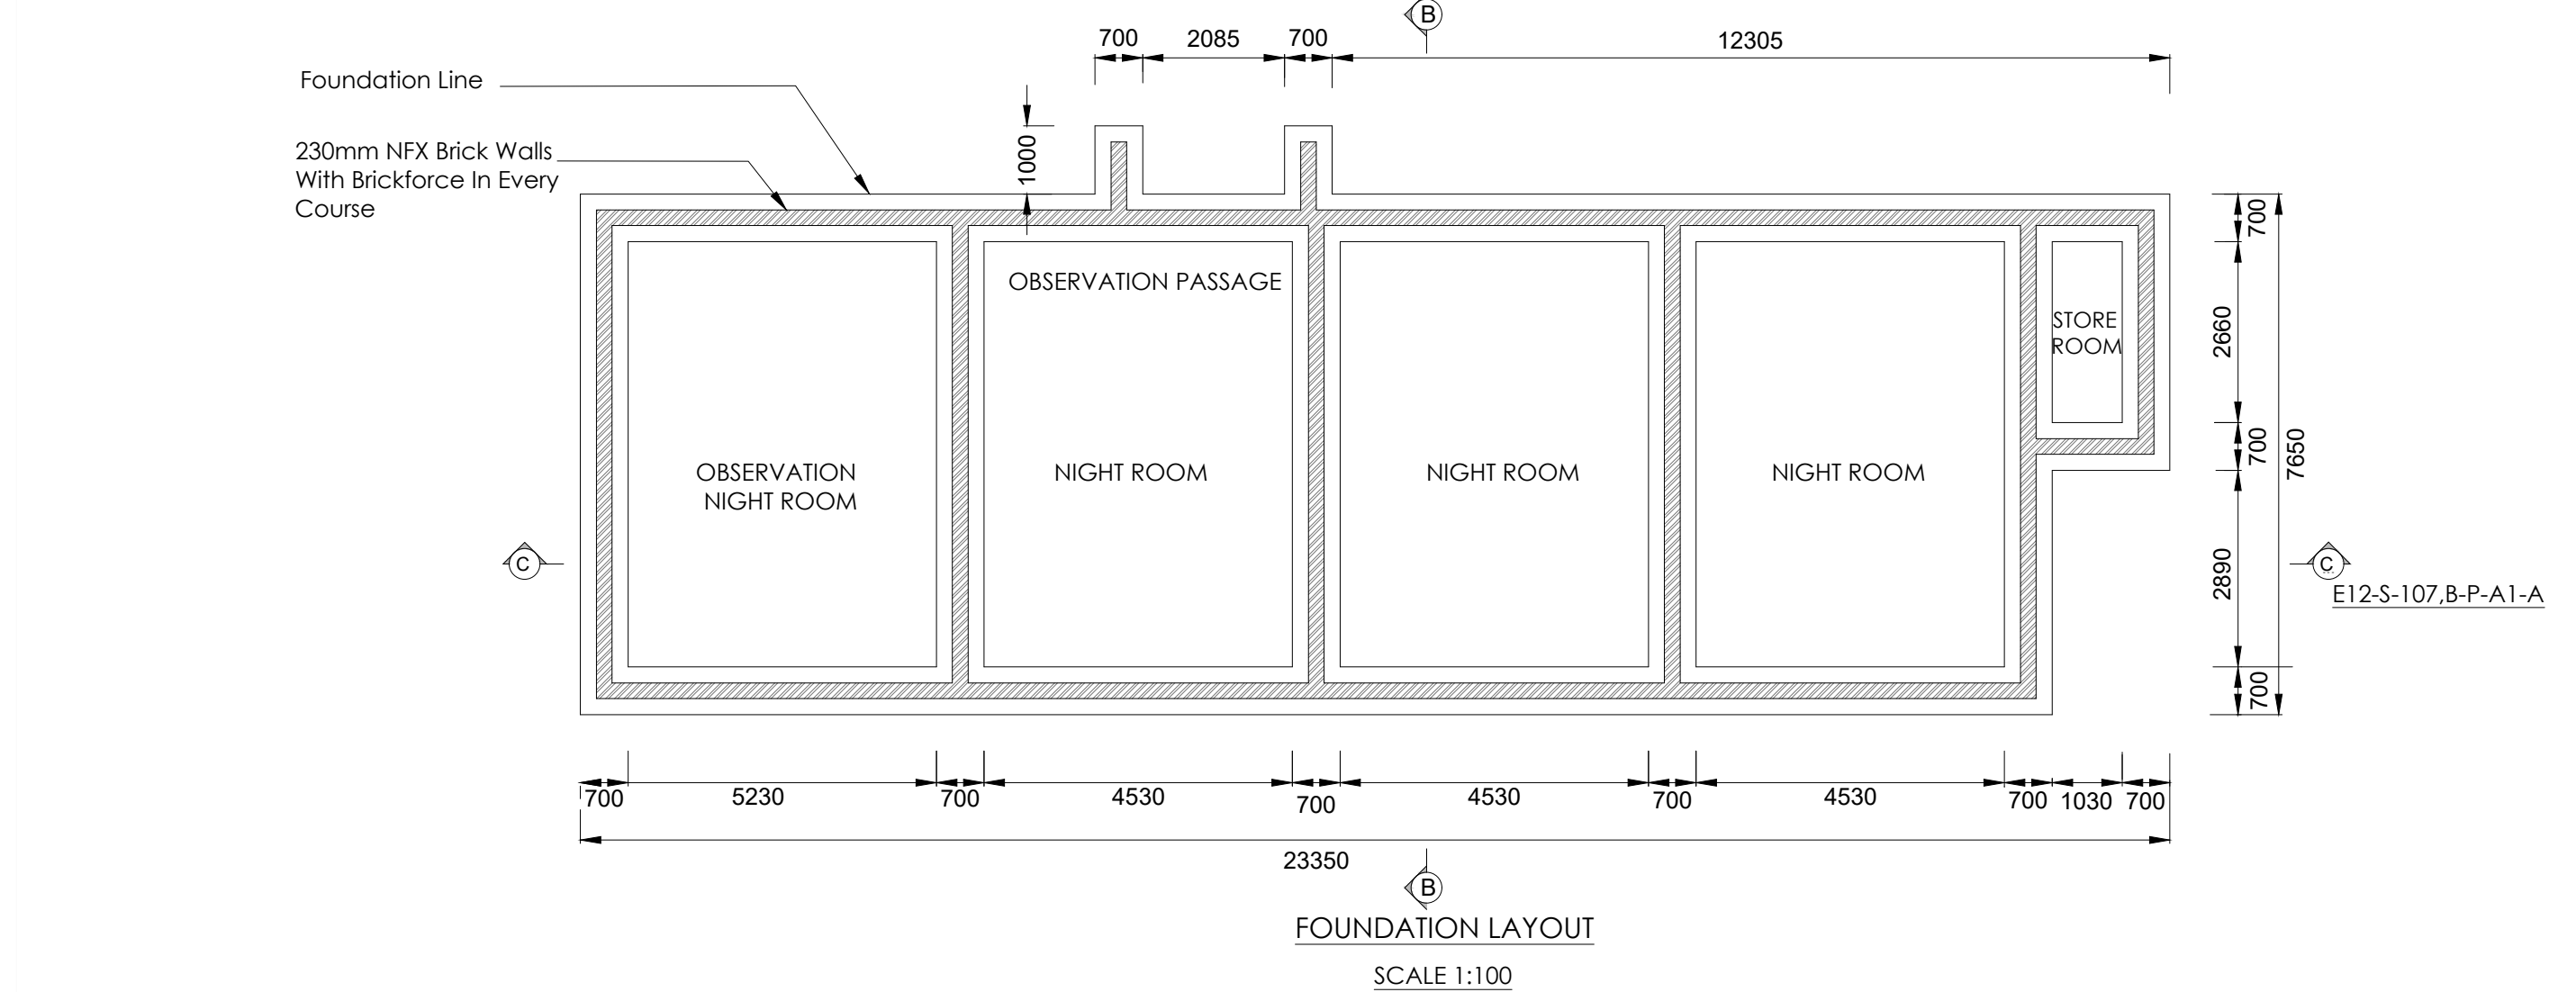 B
700
2085
700
12305
Foundation Line
230mm NFX Brick Walls
With Brickforce In Every
Course
1000
700
OBSERVATION PASSAGE
STORE
ROOM
2660
700
7650
OBSERVATION
NIGHT ROOM
NIGHT ROOM
NIGHT ROOM
NIGHT ROOM
C
2890
C
E12-S-107,B-P-A1-A
700
700
5230
700
4530
700
4530
700
4530
700
1030
700
23350
B
FOUNDATION LAYOUT
SCALE 1:100